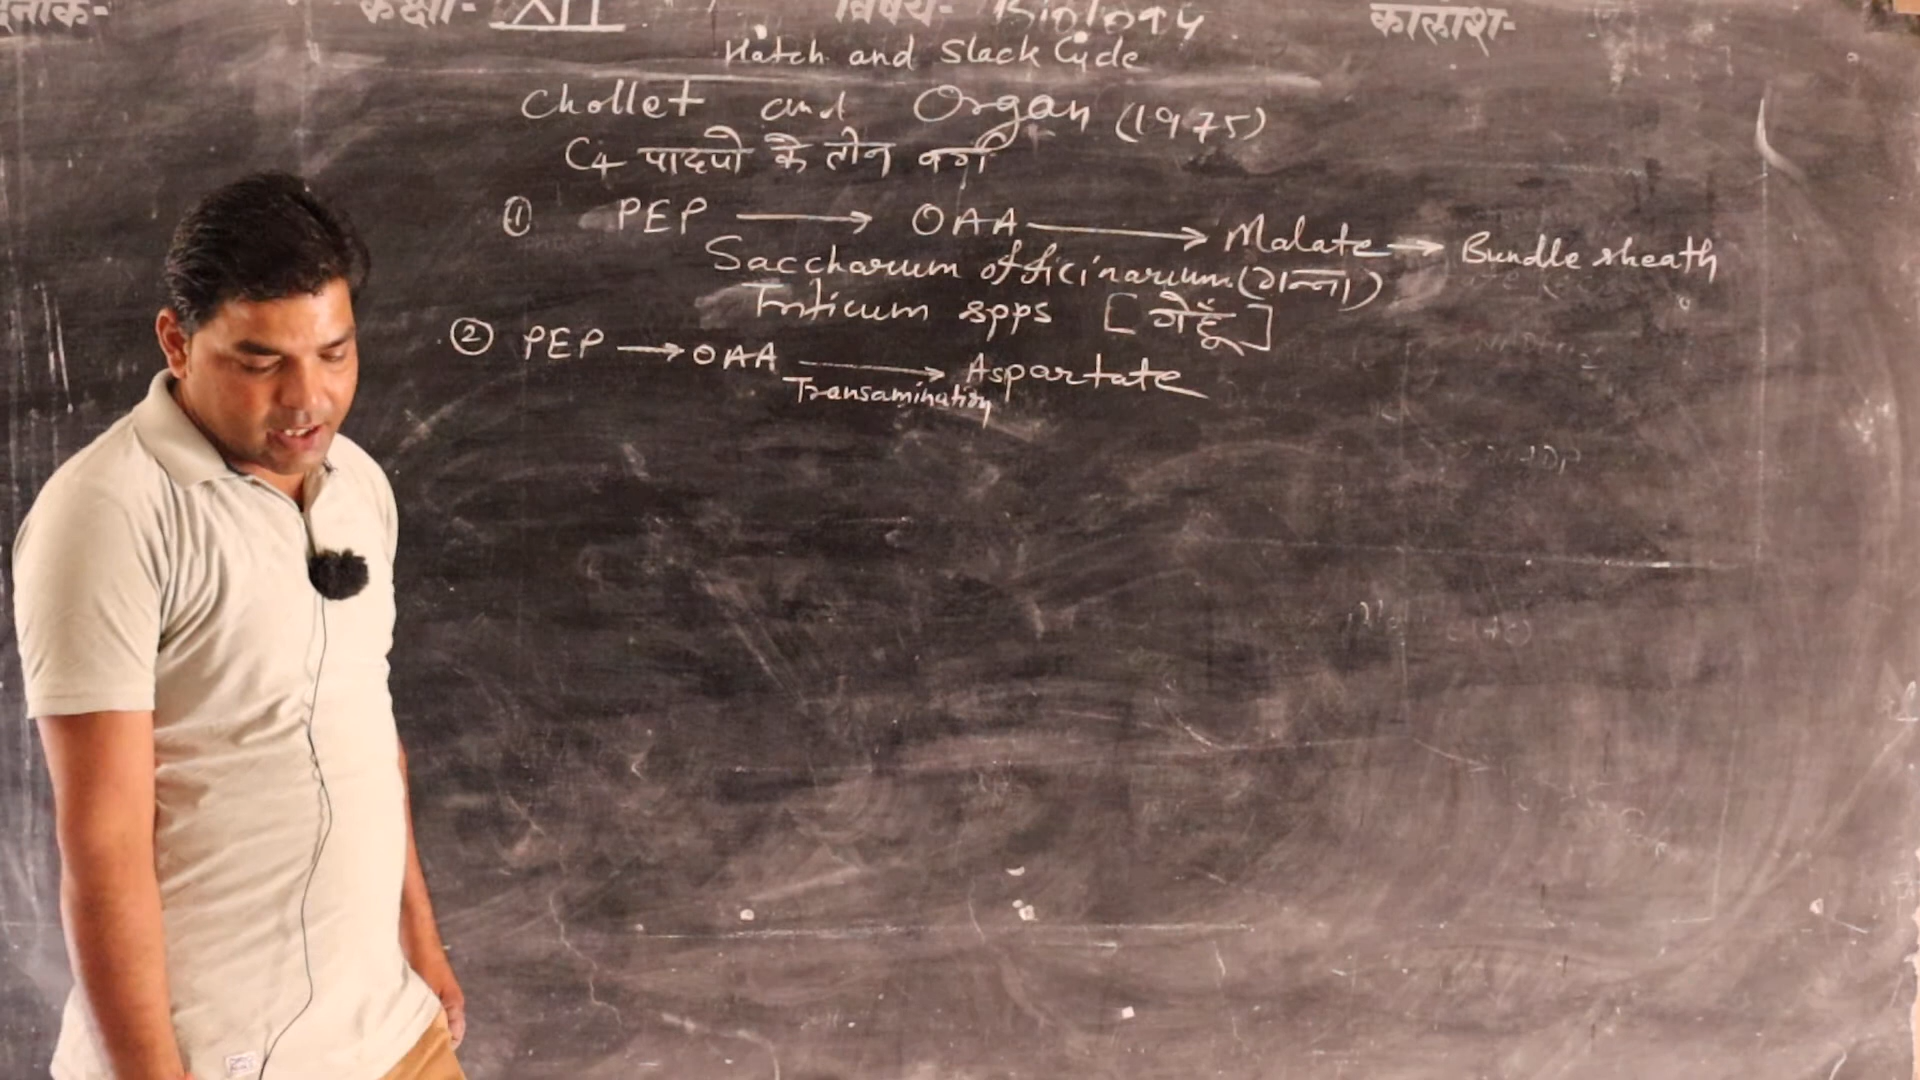 दिनांक- कक्षा- XII विषय- Biology कालांश-
Hatch and Slack Cycle
Chollet and Organ (1975)
C4 पादपो के तीन वर्ग
① PEP → OAA → Malate → Bundle sheath
Saccharum officinarum (गन्ना)
Triticum spps [गेहूँ]
② PEP → OAA → Aspartate
Transamination